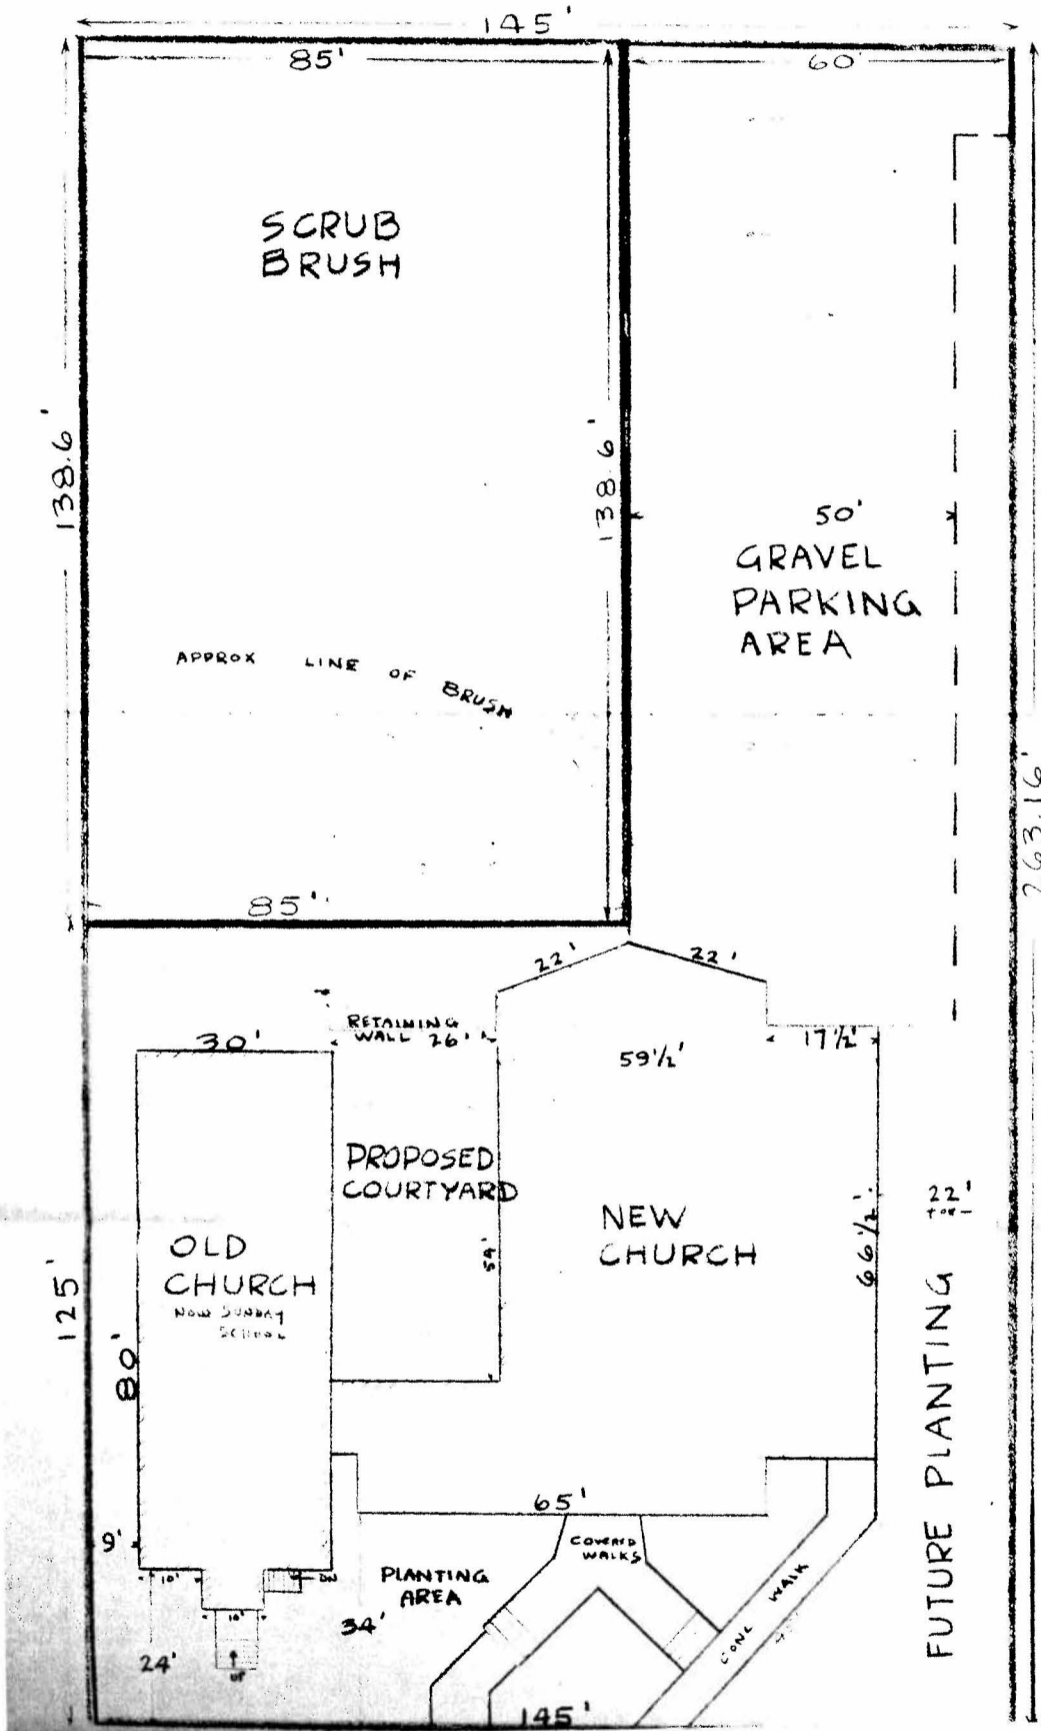 145'
85'
60'
SCRUB
BRUSH
138.6'
138.6'
50'
GRAVEL
PARKING
AREA
APPROX LINE OF BRUSH
263.16'
85'
22'
22'
RETAINING
WALL 26'
30'
59½'
17½'
PROPOSED
COURTYARD
NEW
CHURCH
54'
66½'
22'
+or-
OLD
CHURCH
NOW SUNDAY
SCHOOL
125'
80'
FUTURE PLANTING
65'
9'
COVERED
WALKS
10'
DN
PLANTING
AREA
CONC WALK
10'
34'
24'
UP
145'